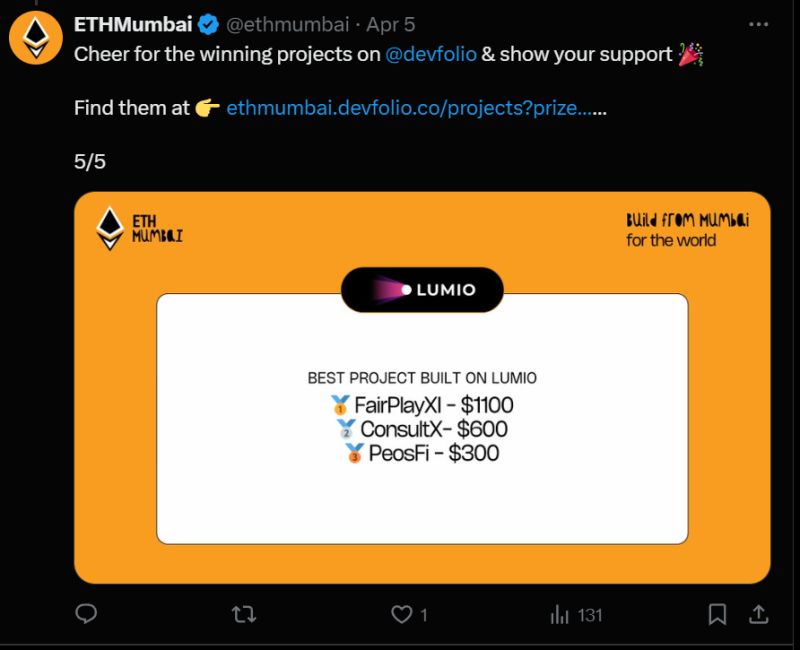 ETHMumbai @ethmumbai · Apr 5
Cheer for the winning projects on @devfolio & show your support 🎉
Find them at 👉 ethmumbai.devfolio.co/projects?prize......
5/5
ETH
MUMBAI
BUILD FROM MUMBAI
for the world
LUMIO
BEST PROJECT BUILT ON LUMIO
🥇 FairPlayXI - $1100
🥈 ConsultX- $600
🥉 PeosFi - $300
1
131